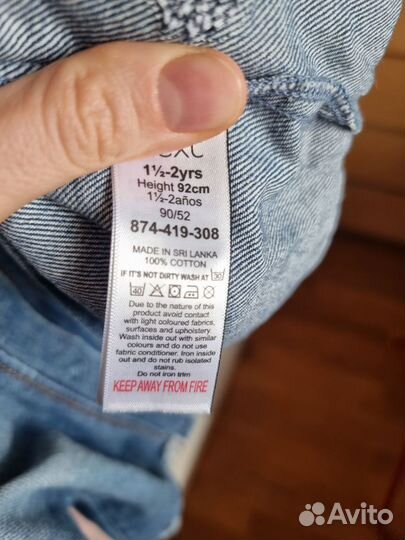 1½-2yrs
Height 92cm
1½-2años
90/52
874-419-308
MADE IN SRI LANKA
100% COTTON
IF IT'S NOT DIRTY WASH AT 30
40
Due to the nature of this
product avoid contact
with light coloured fabrics,
surfaces and upholstery.
Wash inside out with similar
colours and do not use
fabric conditioner. Iron inside
out and do not rub isolated
stains.
Do not iron trim
KEEP AWAY FROM FIRE
Avito